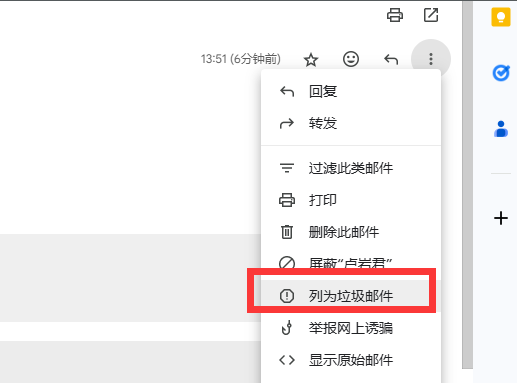 13:51 (6分钟前)
回复
转发
过滤此类邮件
打印
删除此邮件
屏蔽“卢岩君”
列为垃圾邮件
举报网上诱骗
显示原始邮件